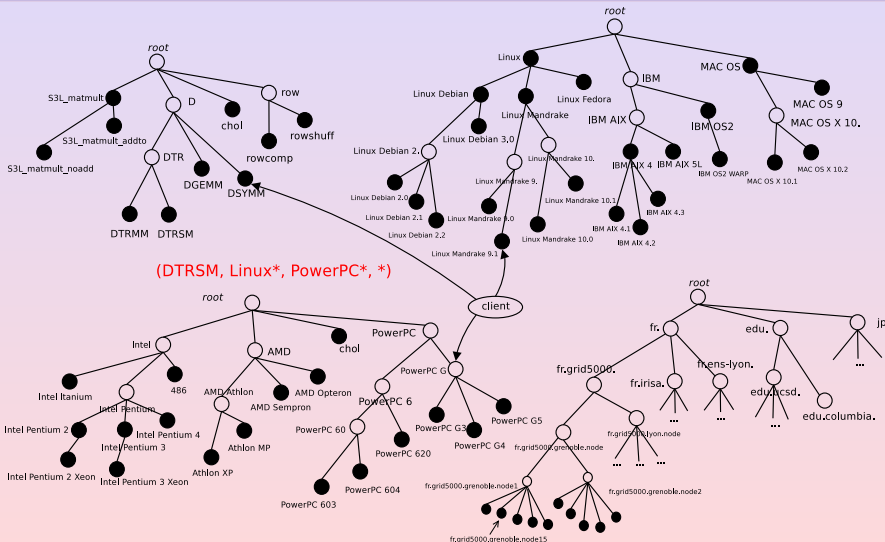 root
S3L_matmult
D
row
chol
rowshuff
S3L_matmult_addto
rowcomp
S3L_matmult_noadd
DTR
DGEMM
DSYMM
DTRMM
DTRSM
root
Linux
IBM
MAC OS
Linux Debian
Linux Fedora
MAC OS 9
Linux Mandrake
IBM AIX
IBM OS2
MAC OS X 10.
Linux Debian 3,0
Linux Debian 2.
Linux Mandrake 10.
IBM AIX 4
IBM AIX 5L
IBM OS2 WARP
MAC OS X 10,1
MAC OS X 10,2
Linux Mandrake 9.
Linux Debian 2.0
Linux Mandrake 10.1
IBM AIX 4.3
Linux Debian 2.1
Linux Mandrake 9.0
IBM AIX 4.1
Linux Debian 2,2
Linux Mandrake 10,0
IBM AIX 4,2
Linux Mandrake 9.1
(DTRSM, Linux*, PowerPC*, *)
client
root
Intel
AMD
chol
PowerPC
Intel Itanium
486
AMD Athlon
AMD Sempron
AMD Opteron
PowerPC G
PowerPC 6
Intel Pentium
Intel Pentium 2
Intel Pentium 3
Intel Pentium 4
Athlon MP
PowerPC 60
PowerPC 620
PowerPC G3
PowerPC G4
PowerPC G5
Intel Pentium 2 Xeon
Intel Pentium 3 Xeon
Athlon XP
PowerPC 603
PowerPC 604
root
fr.
edu.
jp
...
fr.grid5000.
fr.irisa.
fr.ens-lyon.
edu.ucsd.
edu.columbia.
...
...
...
fr.grid5000.lyon.node
fr.grid5000.grenoble.node
...
...
...
fr.grid5000.grenoble.node1
fr.grid5000.grenoble.node2
fr.grid5000.grenoble.node15